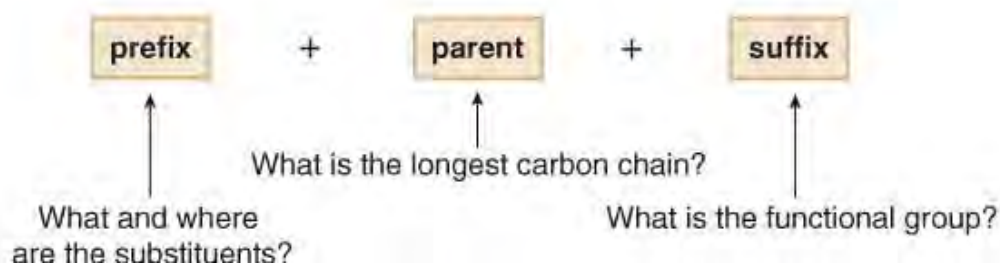 prefix + parent + suffix
What is the longest carbon chain?
What and where
are the substituents?
What is the functional group?